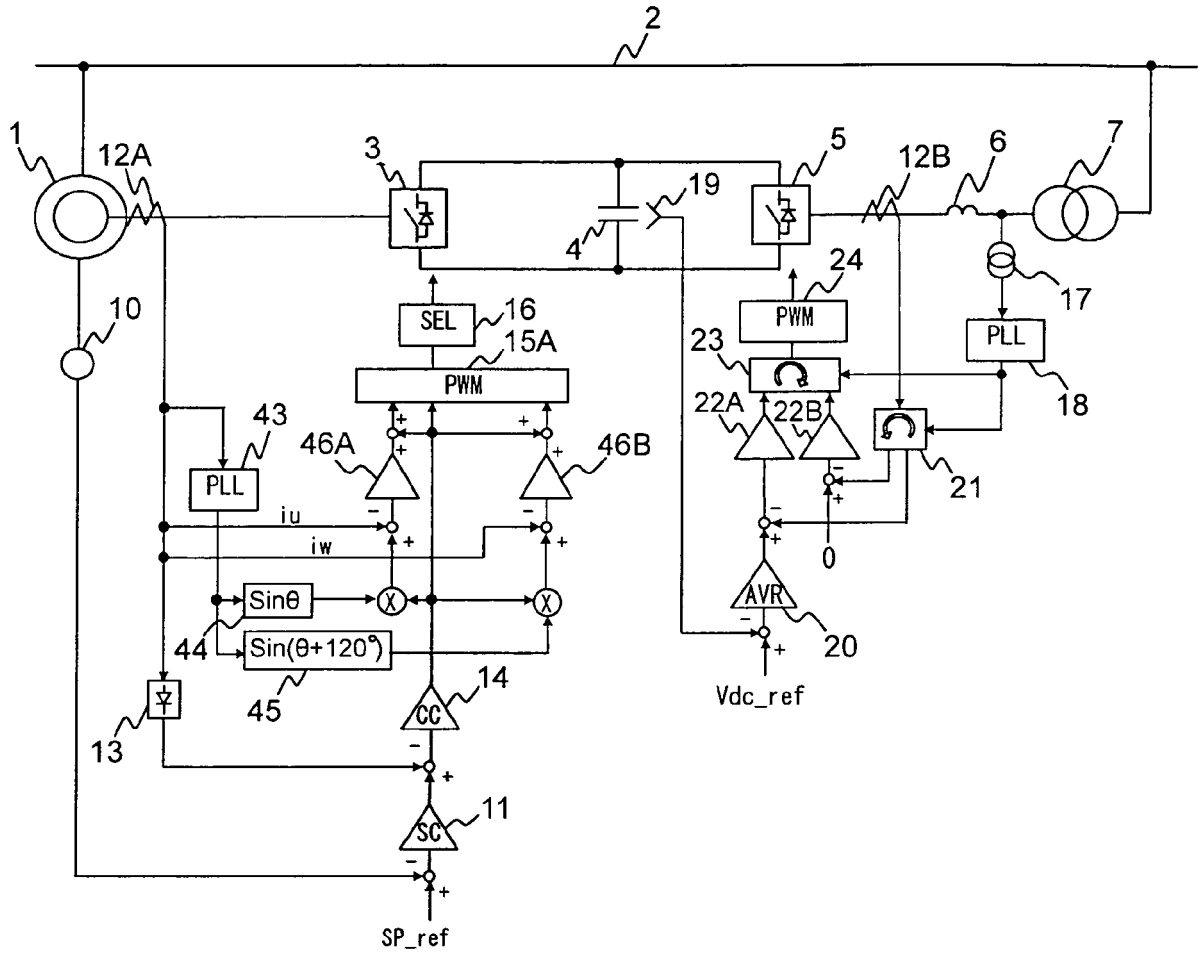 2
1
12A
3
4
19
5
12B
6
7
10
SEL
16
15A
PWM
24
PWM
17
PLL
18
23
22A
22B
21
43
PLL
46A
46B
+
+
+
+
iu
iw
−
+
−
+
−
+
0
−
+
Sinθ
44
X
X
AVR
20
−
+
Vdc_ref
Sin(θ+120°)
45
13
14
CC
−
+
11
SC
−
+
SP_ref